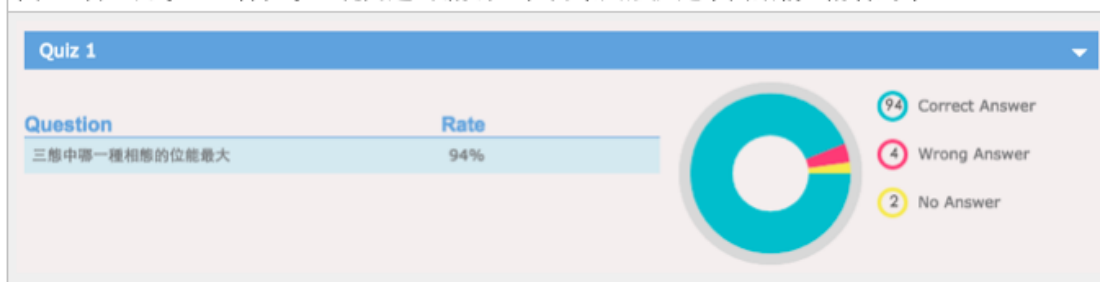 Quiz 1
Question Rate
三態中哪一種相態的位能最大 94%
94 Correct Answer
4 Wrong Answer
2 No Answer